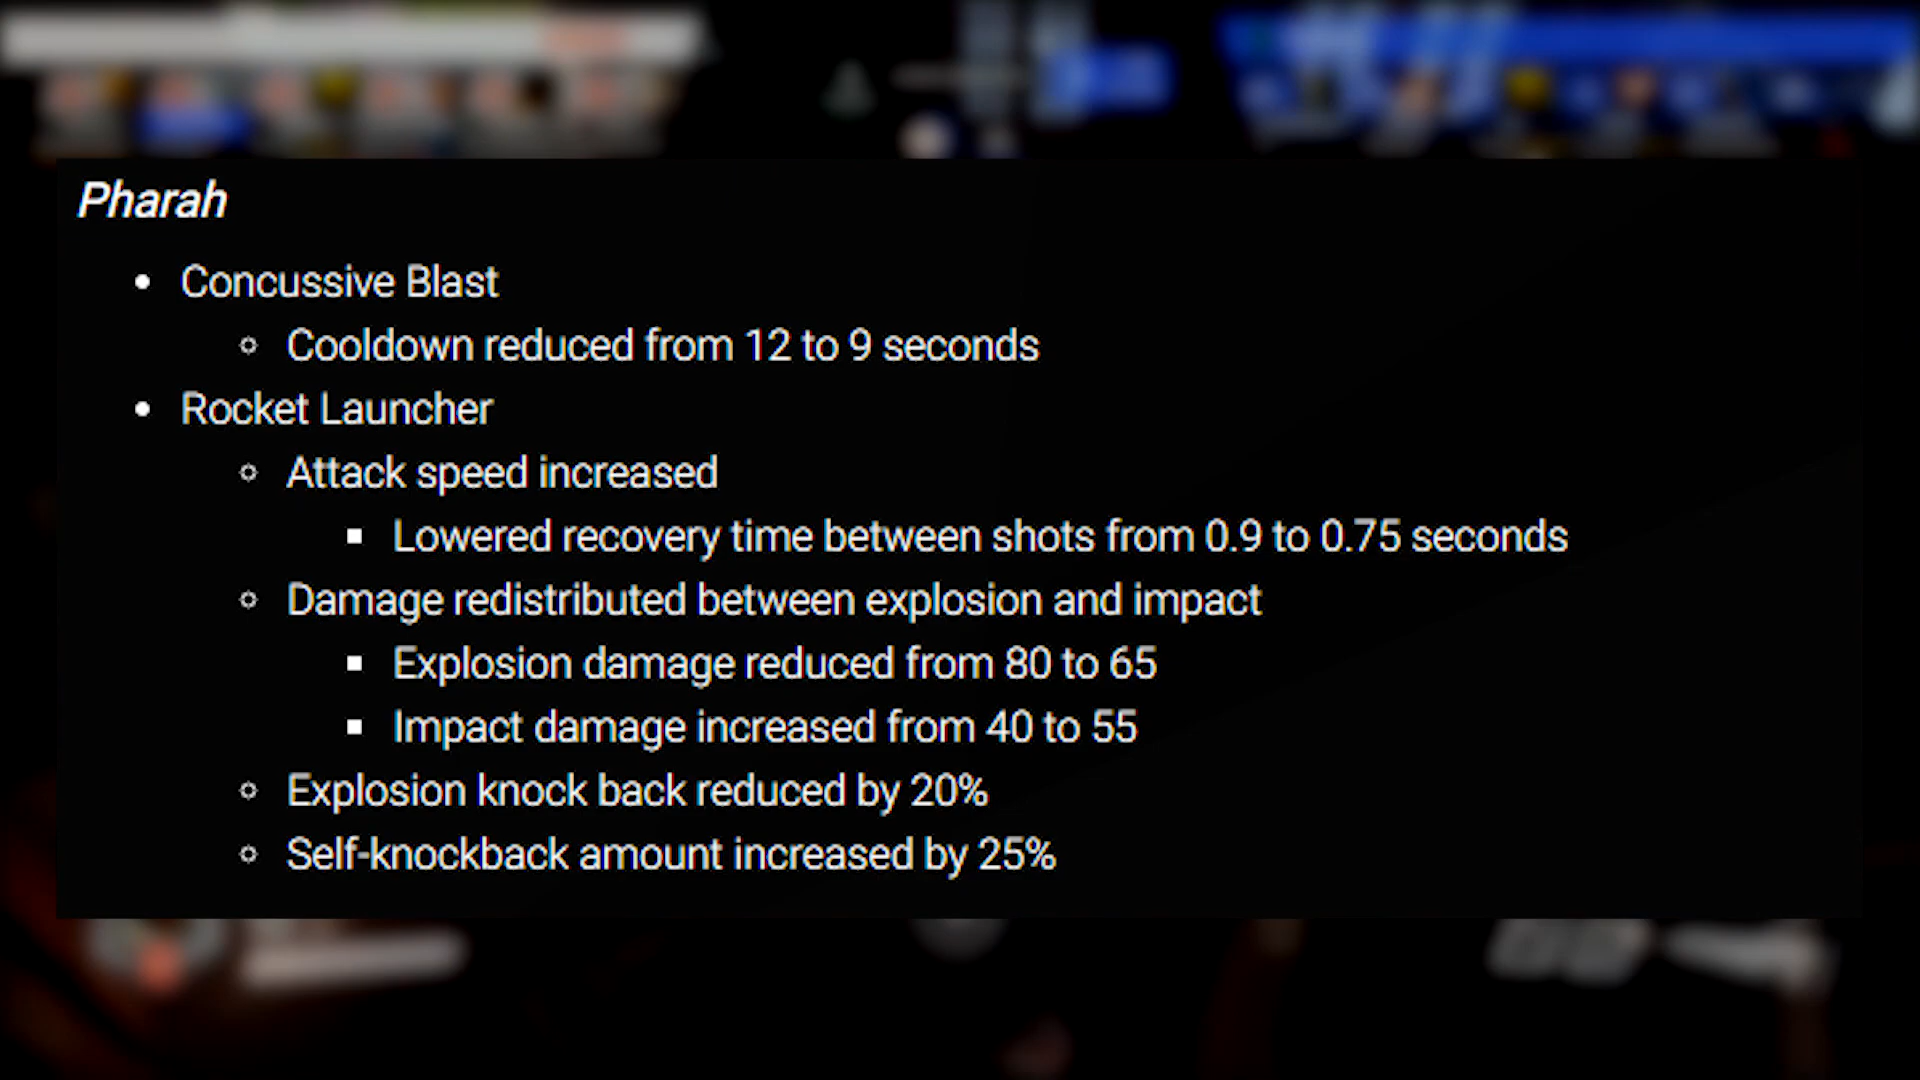 Pharah
Concussive Blast
Cooldown reduced from 12 to 9 seconds
Rocket Launcher
Attack speed increased
Lowered recovery time between shots from 0.9 to 0.75 seconds
Damage redistributed between explosion and impact
Explosion damage reduced from 80 to 65
Impact damage increased from 40 to 55
Explosion knock back reduced by 20%
Self-knockback amount increased by 25%